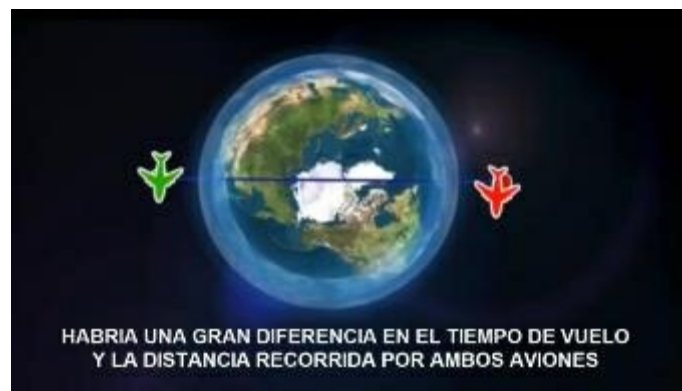 HABRIA UNA GRAN DIFERENCIA EN EL TIEMPO DE VUELO
Y LA DISTANCIA RECORRIDA POR AMBOS AVIONES